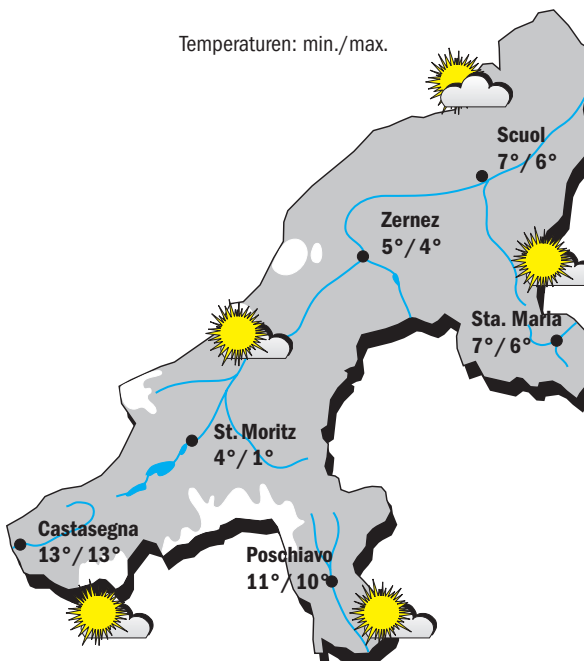 Temperaturen: min./max.
Scuol
7°/6°
Zernez
5°/4°
Sta. Maria
7°/6°
St. Moritz
4°/1°
Castasegna
13°/13°
Poschiavo
11°/10°